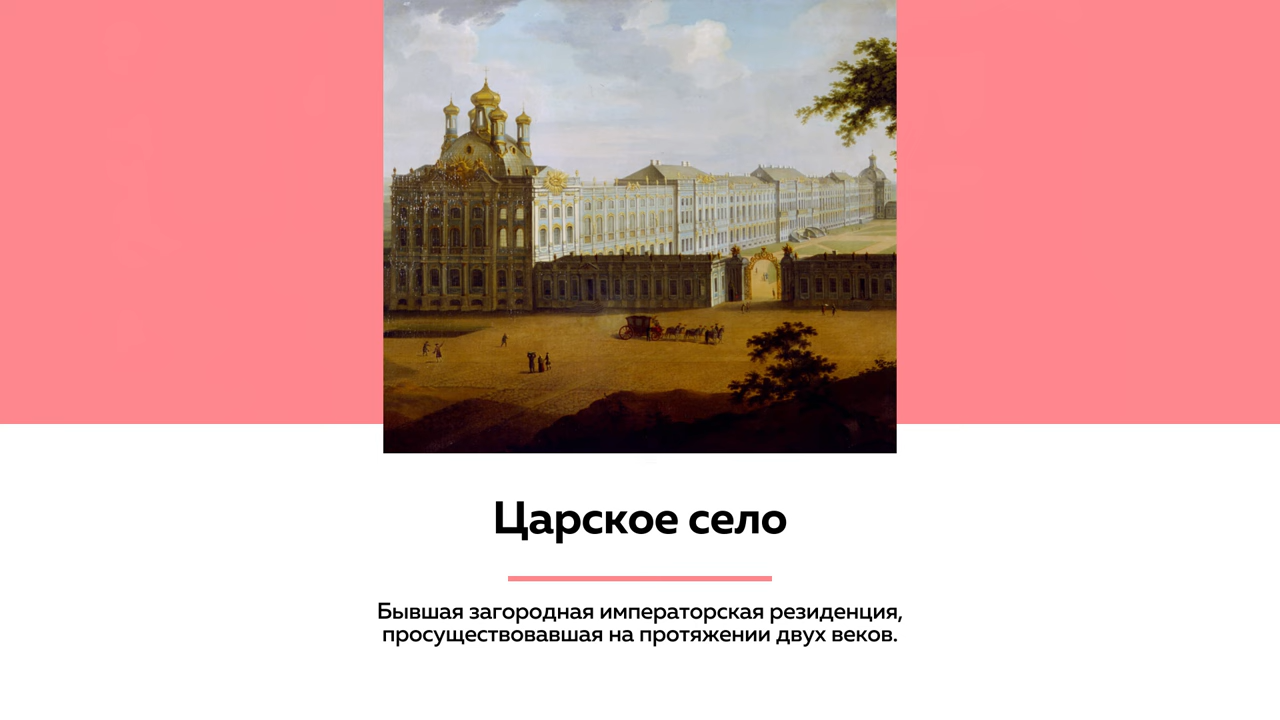 Царское село
Бывшая загородная императорская резиденция,
просуществовавшая на протяжении двух веков.